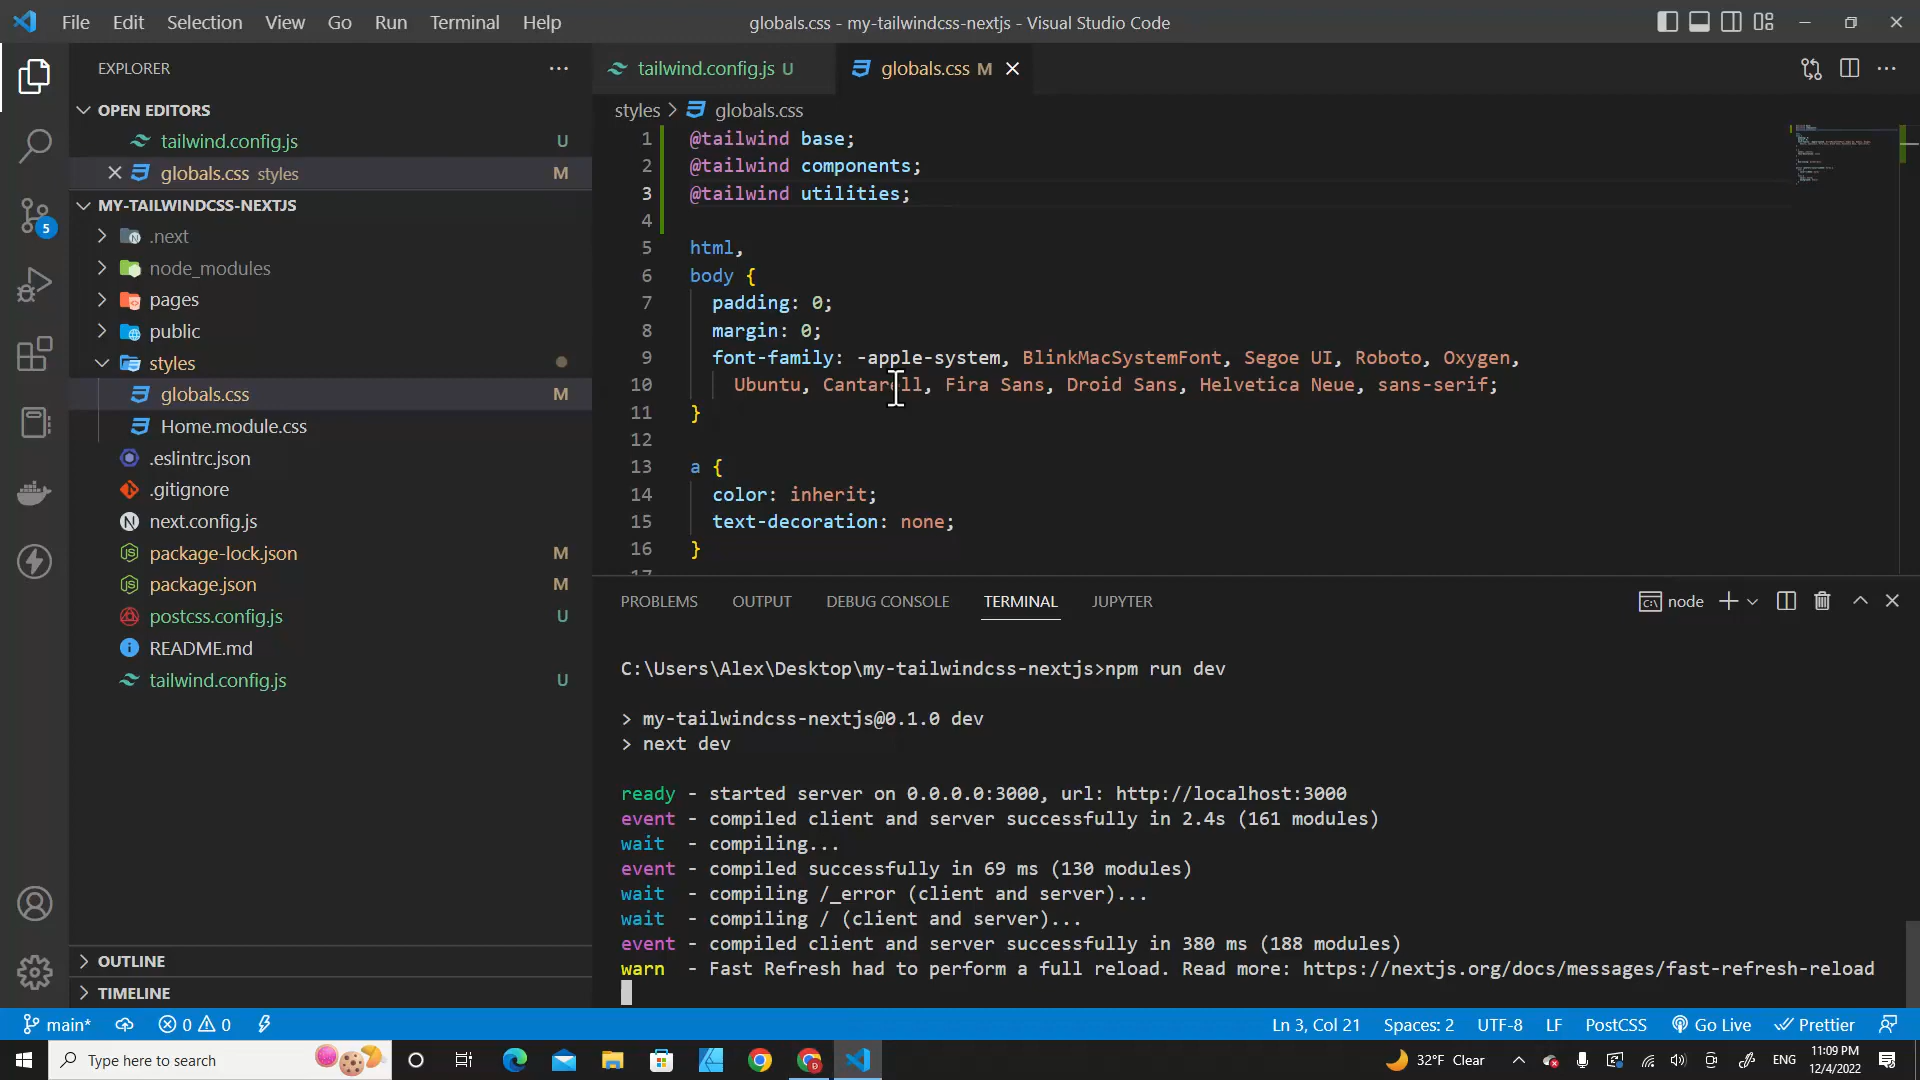 File Edit Selection View Go Run Terminal Help
globals.css - my-tailwindcss-nextjs - Visual Studio Code
EXPLORER
OPEN EDITORS
tailwind.config.js U
globals.css styles M
MY-TAILWINDCSS-NEXTJS
.next
node_modules
pages
public
styles
globals.css M
Home.module.css
.eslintrc.json
.gitignore
next.config.js
package-lock.json M
package.json M
postcss.config.js U
README.md
tailwind.config.js U
OUTLINE
TIMELINE
5
tailwind.config.js U
globals.css M
styles > globals.css
1 @tailwind base;
2 @tailwind components;
3 @tailwind utilities;
4
5 html,
6 body {
7 padding: 0;
8 margin: 0;
9 font-family: -apple-system, BlinkMacSystemFont, Segoe UI, Roboto, Oxygen,
10 Ubuntu, Cantarell, Fira Sans, Droid Sans, Helvetica Neue, sans-serif;
11 }
12
13 a {
14 color: inherit;
15 text-decoration: none;
16 }
17
PROBLEMS OUTPUT DEBUG CONSOLE TERMINAL JUPYTER
node
C:\Users\Alex\Desktop\my-tailwindcss-nextjs>npm run dev
> my-tailwindcss-nextjs@0.1.0 dev
> next dev
ready - started server on 0.0.0.0:3000, url: http://localhost:3000
event - compiled client and server successfully in 2.4s (161 modules)
wait - compiling...
event - compiled successfully in 69 ms (130 modules)
wait - compiling /_error (client and server)...
wait - compiling / (client and server)...
event - compiled client and server successfully in 380 ms (188 modules)
warn - Fast Refresh had to perform a full reload. Read more: https://nextjs.org/docs/messages/fast-refresh-reload
main* 0 0
Ln 3, Col 21 Spaces: 2 UTF-8 LF PostCSS Go Live Prettier
Type here to search
32°F Clear
ENG
11:09 PM
12/4/2022